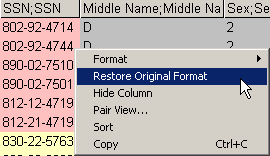 SSN;SSN Middle Name;Middle Na Sex;Se
802-92-4714 D 2
802-92-4744 D 2
890-02-7510
890-02-7501
812-12-4719
812-21-4719
830-22-5763
Format
Restore Original Format
Hide Column
Pair View...
Sort
Copy Ctrl+C